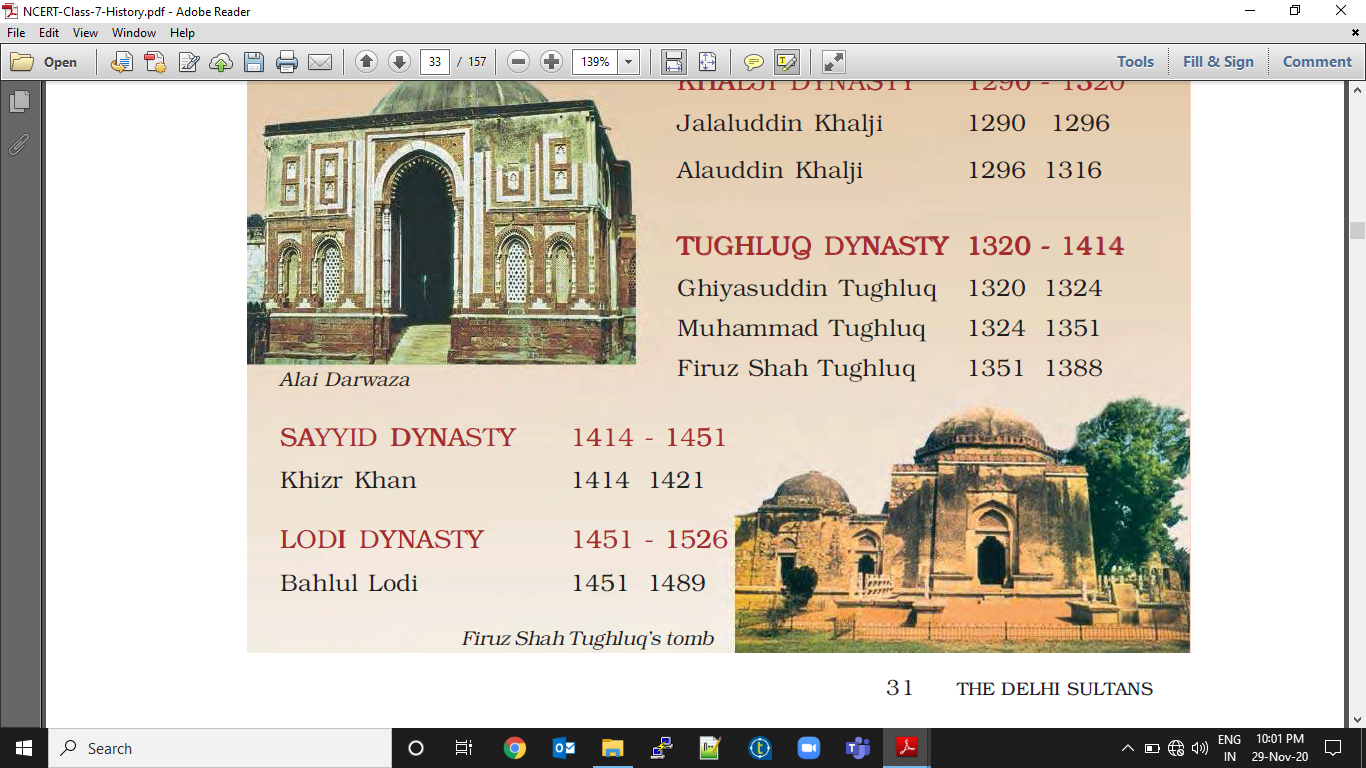 NCERT-Class-7-History.pdf - Adobe Reader
File Edit View Window Help
Open 33 / 157 139% Tools Fill & Sign Comment
KHALJI DYNASTY 1290 - 1320
Jalaluddin Khalji 1290 1296
Alauddin Khalji 1296 1316
TUGHLUQ DYNASTY 1320 - 1414
Ghiyasuddin Tughluq 1320 1324
Muhammad Tughluq 1324 1351
Firuz Shah Tughluq 1351 1388
Alai Darwaza
SAYYID DYNASTY 1414 - 1451
Khizr Khan 1414 1421
LODI DYNASTY 1451 - 1526
Bahlul Lodi 1451 1489
Firuz Shah Tughluq's tomb
31 THE DELHI SULTANS
Search
ENG
IN
10:01 PM
29-Nov-20